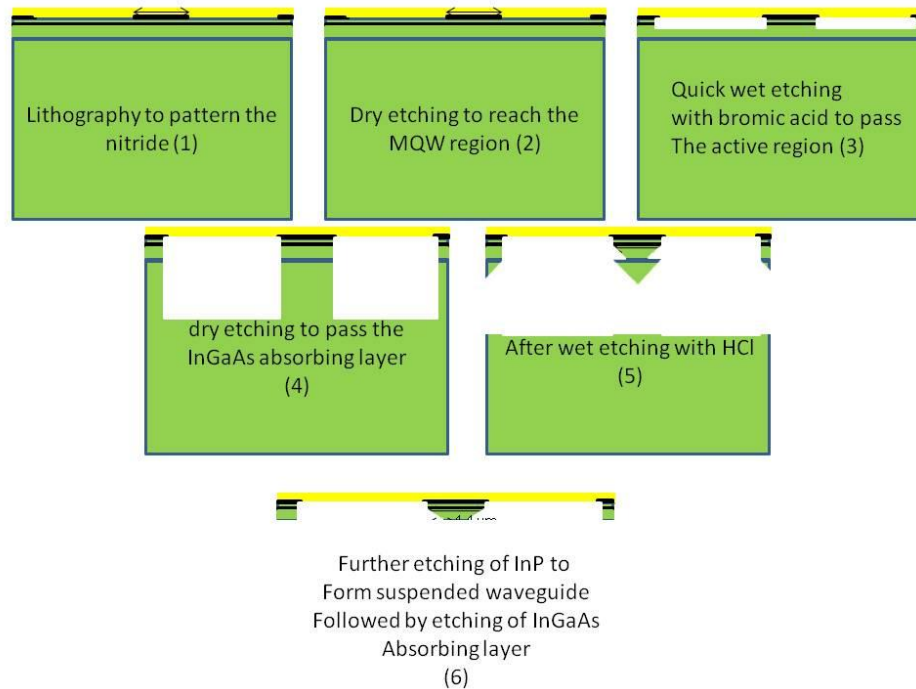 Lithography to pattern the
nitride (1)
Dry etching to reach the
MQW region (2)
Quick wet etching
with bromic acid to pass
The active region (3)
dry etching to pass the
InGaAs absorbing layer
(4)
After wet etching with HCl
(5)
Further etching of InP to
Form suspended waveguide
Followed by etching of InGaAs
Absorbing layer
(6)